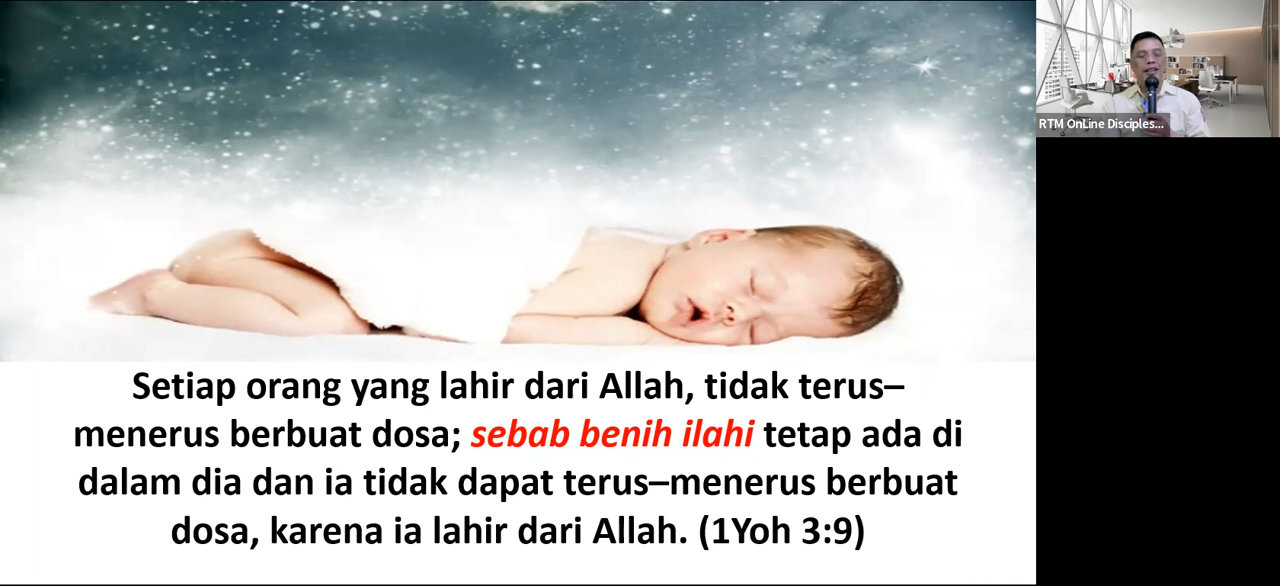 RTM OnLine Disciples...
Setiap orang yang lahir dari Allah, tidak terus–
menerus berbuat dosa; sebab benih ilahi tetap ada di
dalam dia dan ia tidak dapat terus–menerus berbuat
dosa, karena ia lahir dari Allah. (1Yoh 3:9)